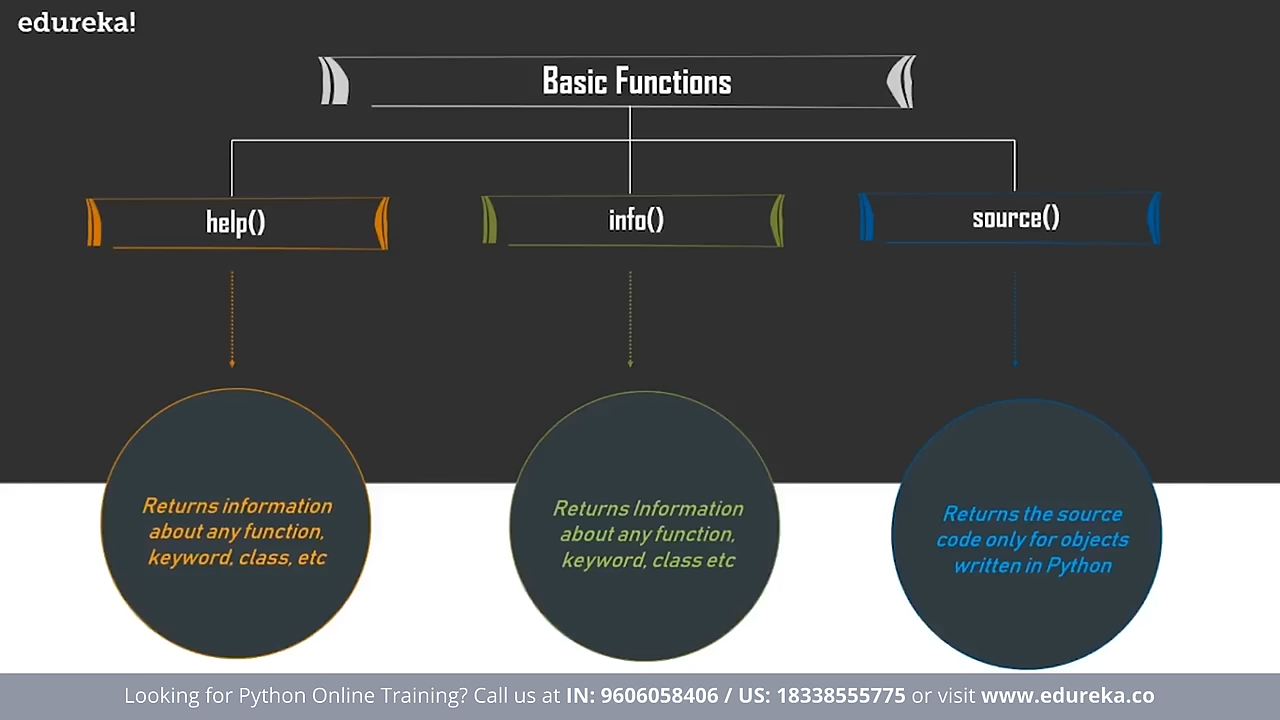 edureka!
Basic Functions
help()
info()
source()
Returns information
about any function,
keyword, class, etc
Returns Information
about any function,
keyword, class etc
Returns the source
code only for objects
written in Python
Looking for Python Online Training? Call us at IN: 9606058406 / US: 18338555775 or visit www.edureka.co